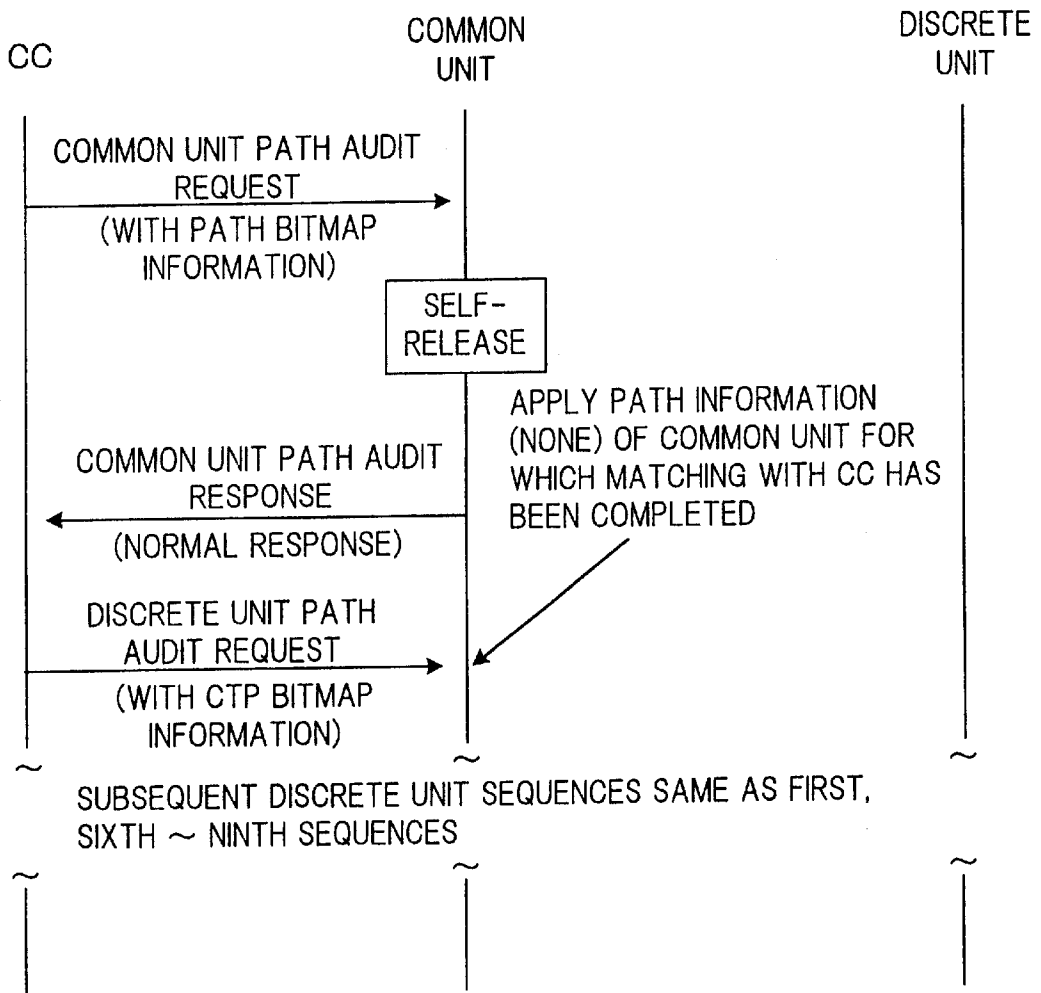 CC
COMMON
UNIT
DISCRETE
UNIT
COMMON UNIT PATH AUDIT
REQUEST
(WITH PATH BITMAP
INFORMATION)
SELF-
RELEASE
APPLY PATH INFORMATION
(NONE) OF COMMON UNIT FOR
WHICH MATCHING WITH CC HAS
BEEN COMPLETED
COMMON UNIT PATH AUDIT
RESPONSE
(NORMAL RESPONSE)
DISCRETE UNIT PATH
AUDIT REQUEST
(WITH CTP BITMAP
INFORMATION)
~ ~ ~
SUBSEQUENT DISCRETE UNIT SEQUENCES SAME AS FIRST,
SIXTH ~ NINTH SEQUENCES
~ ~ ~